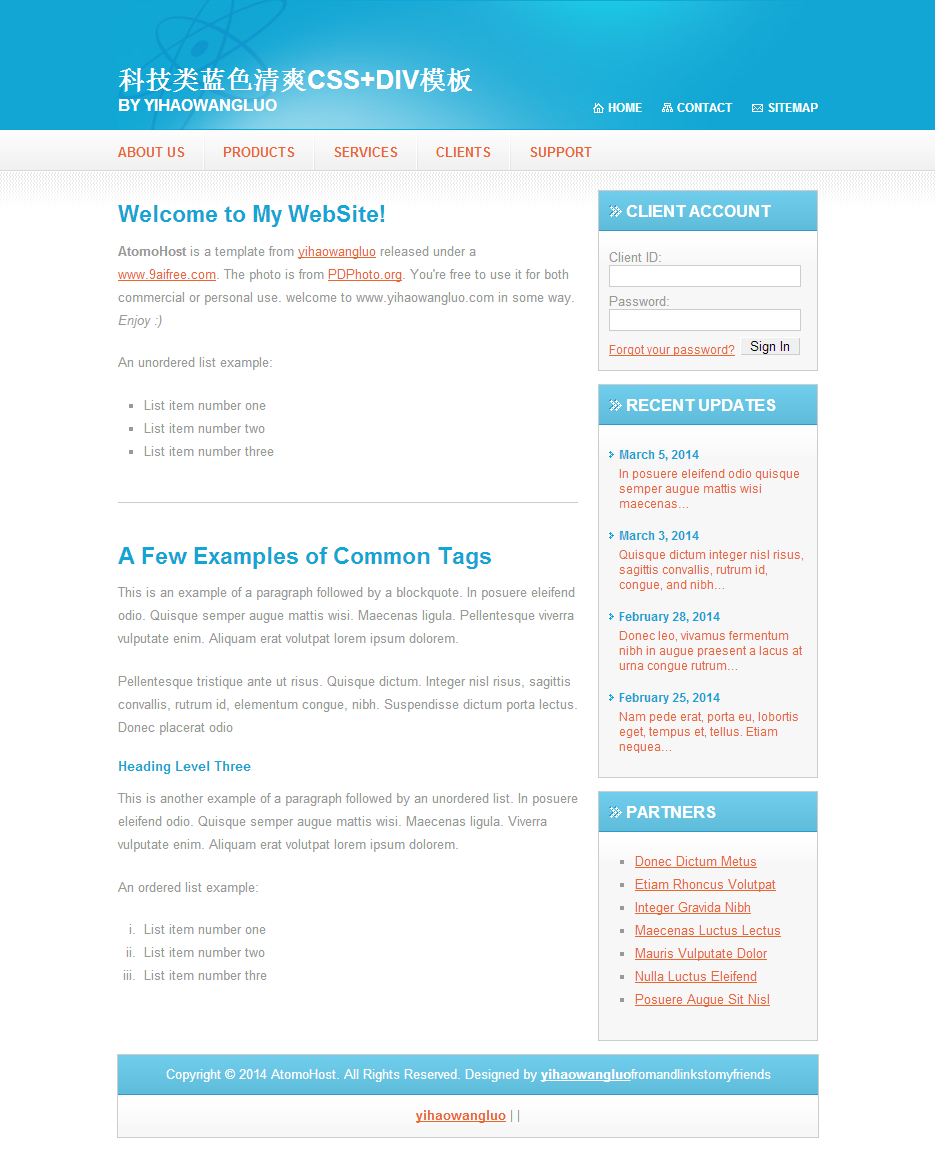 科技类蓝色清爽CSS+DIV模板
BY YIHAOWANGLUO
HOME CONTACT SITEMAP
ABOUT US PRODUCTS SERVICES CLIENTS SUPPORT
Welcome to My WebSite!
AtomoHost is a template from yihaowangluo released under a
www.9aifree.com. The photo is from PDPhoto.org. You're free to use it for both
commercial or personal use. welcome to www.yihaowangluo.com in some way.
Enjoy :)
An unordered list example:
List item number one
List item number two
List item number three
A Few Examples of Common Tags
This is an example of a paragraph followed by a blockquote. In posuere eleifend
odio. Quisque semper augue mattis wisi. Maecenas ligula. Pellentesque viverra
vulputate enim. Aliquam erat volutpat lorem ipsum dolorem.
Pellentesque tristique ante ut risus. Quisque dictum. Integer nisl risus, sagittis
convallis, rutrum id, elementum congue, nibh. Suspendisse dictum porta lectus.
Donec placerat odio
Heading Level Three
This is another example of a paragraph followed by an unordered list. In posuere
eleifend odio. Quisque semper augue mattis wisi. Maecenas ligula. Viverra
vulputate enim. Aliquam erat volutpat lorem ipsum dolorem.
An ordered list example:
i. List item number one
ii. List item number two
iii. List item number thre
CLIENT ACCOUNT
Client ID:
Password:
Forgot your password? Sign In
RECENT UPDATES
March 5, 2014
In posuere eleifend odio quisque
semper augue mattis wisi
maecenas...
March 3, 2014
Quisque dictum integer nisl risus,
sagittis convallis, rutrum id,
congue, and nibh...
February 28, 2014
Donec leo, vivamus fermentum
nibh in augue praesent a lacus at
urna congue rutrum...
February 25, 2014
Nam pede erat, porta eu, lobortis
eget, tempus et, tellus. Etiam
nequea...
PARTNERS
Donec Dictum Metus
Etiam Rhoncus Volutpat
Integer Gravida Nibh
Maecenas Luctus Lectus
Mauris Vulputate Dolor
Nulla Luctus Eleifend
Posuere Augue Sit Nisl
Copyright © 2014 AtomoHost. All Rights Reserved. Designed by yihaowangluofromandlinkstomyfriends
yihaowangluo | |